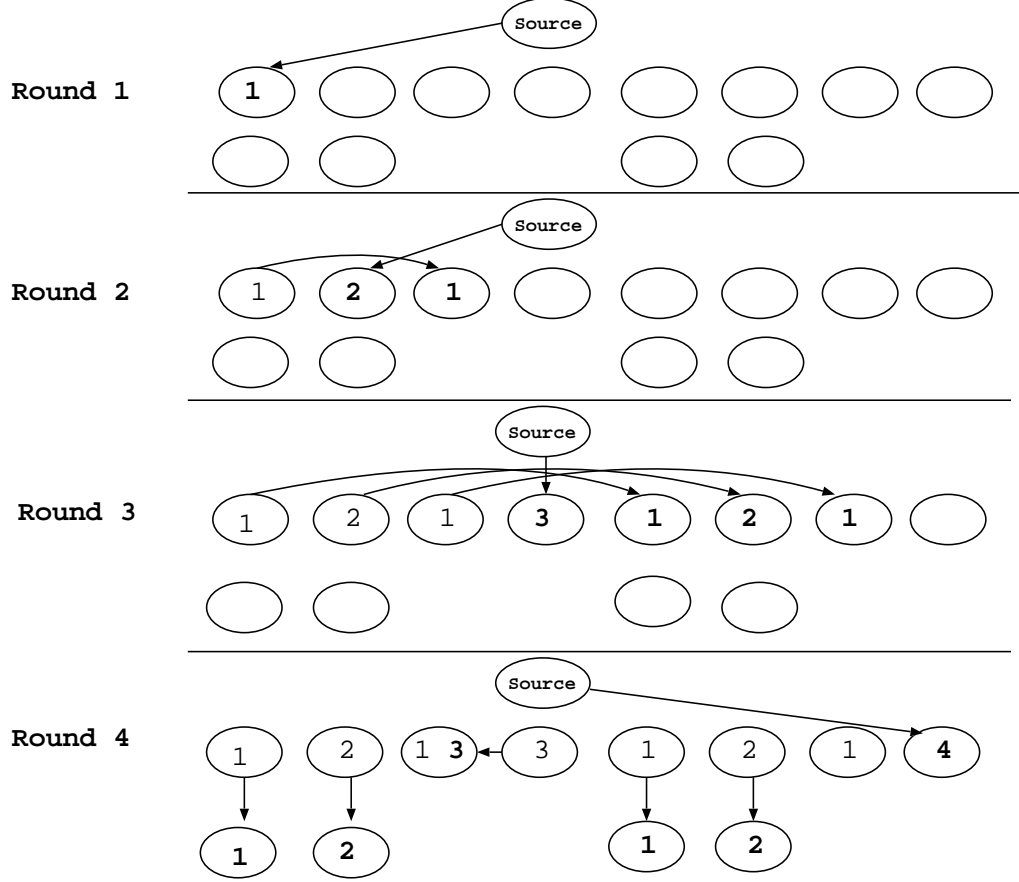 Source
Round 1 1
Source
Round 2 1 2 1
Source
Round 3 1 2 1 3 1 2 1
Source
Round 4 1 2 1 3 3 1 2 1 4
1 2 1 2